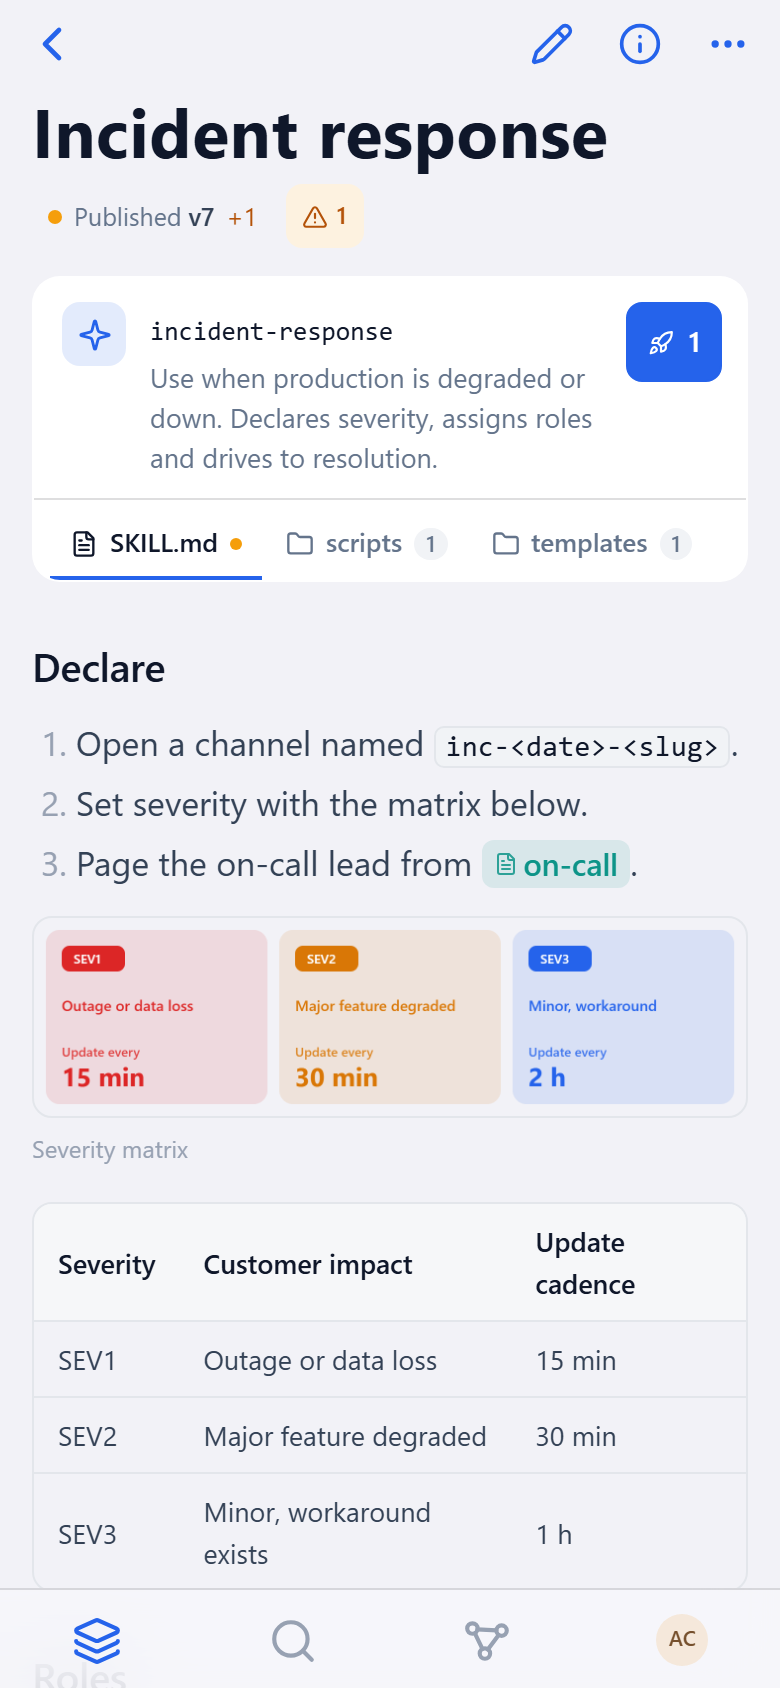 Incident response
Published v7 +1
1
incident-response
1
Use when production is degraded or
down. Declares severity, assigns roles
and drives to resolution.
SKILL.md
scripts 1
templates 1
Declare
1. Open a channel named inc-<date>-<slug>.
2. Set severity with the matrix below.
3. Page the on-call lead from on-call.
SEV1
Outage or data loss
Update every
15 min
SEV2
Major feature degraded
Update every
30 min
SEV3
Minor, workaround
Update every
2 h
Severity matrix
Severity Customer impact Update
cadence
SEV1 Outage or data loss 15 min
SEV2 Major feature degraded 30 min
SEV3 Minor, workaround
exists 1 h
Roles
AC